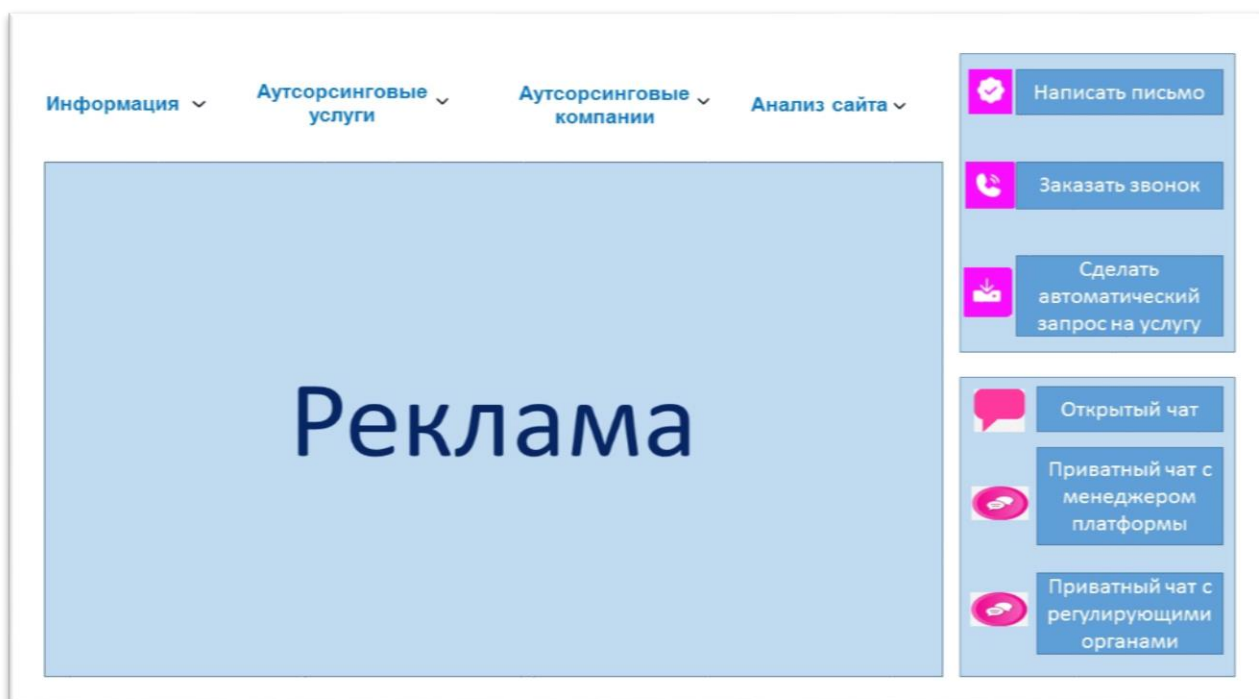 Информация
Аутсорсинговые
услуги
Аутсорсинговые
компании
Анализ сайта
Реклама
Написать письмо
Заказать звонок
Сделать
автоматический
запрос на услугу
Открытый чат
Приватный чат с
менеджером
платформы
Приватный чат с
регулирующими
органами